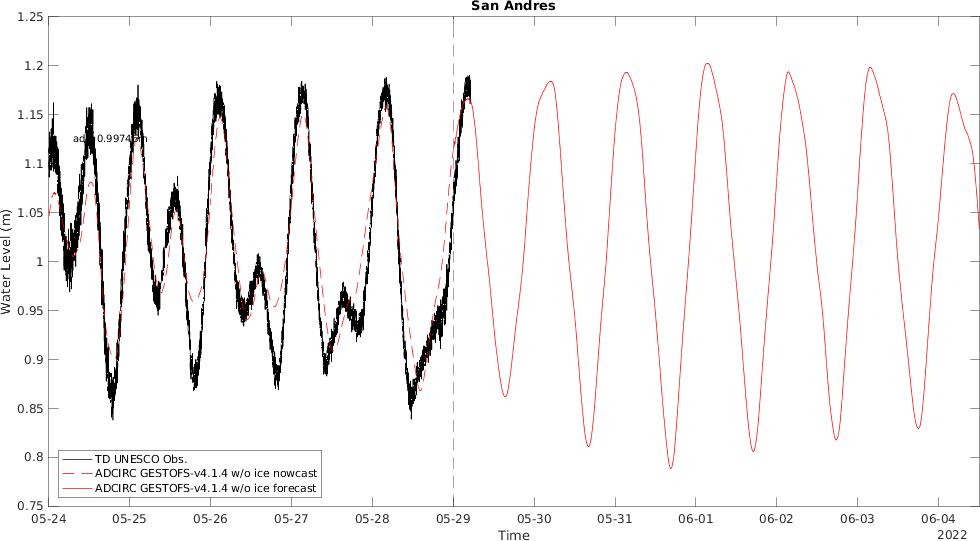 San Andres
1.25
1.2
1.15
1.1
1.05
1
0.95
0.9
0.85
0.8
0.75
Water Level (m)
TD UNESCO Obs.
ADCIRC GESTOFS-v4.1.4 w/o ice nowcast
ADCIRC GESTOFS-v4.1.4 w/o ice forecast
05-24 05-25 05-26 05-27 05-28 05-29 05-30 05-31 06-01 06-02 06-03 06-04
Time
2022